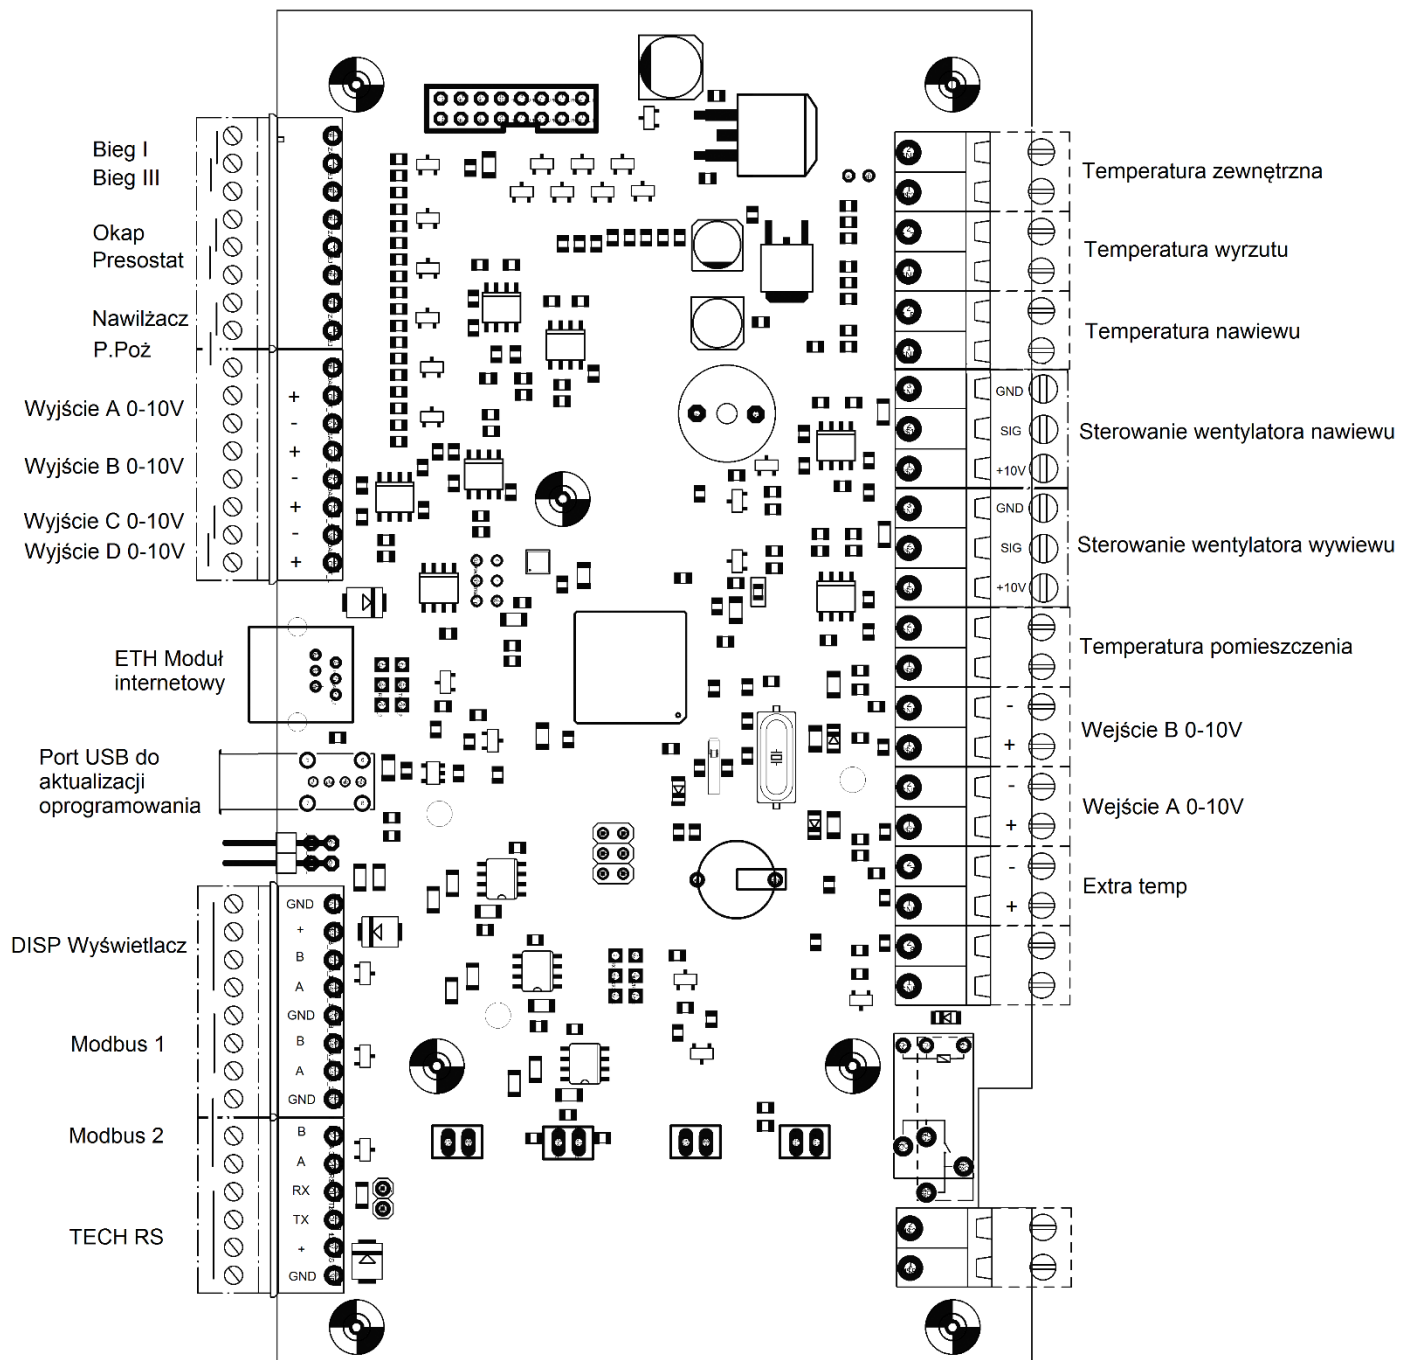 Bieg I
Bieg III
Okap
Presostat
Nawilżacz
P.Poż
Wyjście A 0-10V
+
-
Wyjście B 0-10V
+
-
Wyjście C 0-10V
+
-
Wyjście D 0-10V
+
ETH Moduł
internetowy
Port USB do
aktualizacji
oprogramowania
DISP Wyświetlacz
GND
+
B
A
Modbus 1
GND
B
A
GND
Modbus 2
B
A
TECH RS
RX
TX
+
GND
Temperatura zewnętrzna
Temperatura wyrzutu
Temperatura nawiewu
GND
SIG
+10V
Sterowanie wentylatora nawiewu
GND
SIG
+10V
Sterowanie wentylatora wywiewu
Temperatura pomieszczenia
-
+
Wejście B 0-10V
-
+
Wejście A 0-10V
-
+
Extra temp